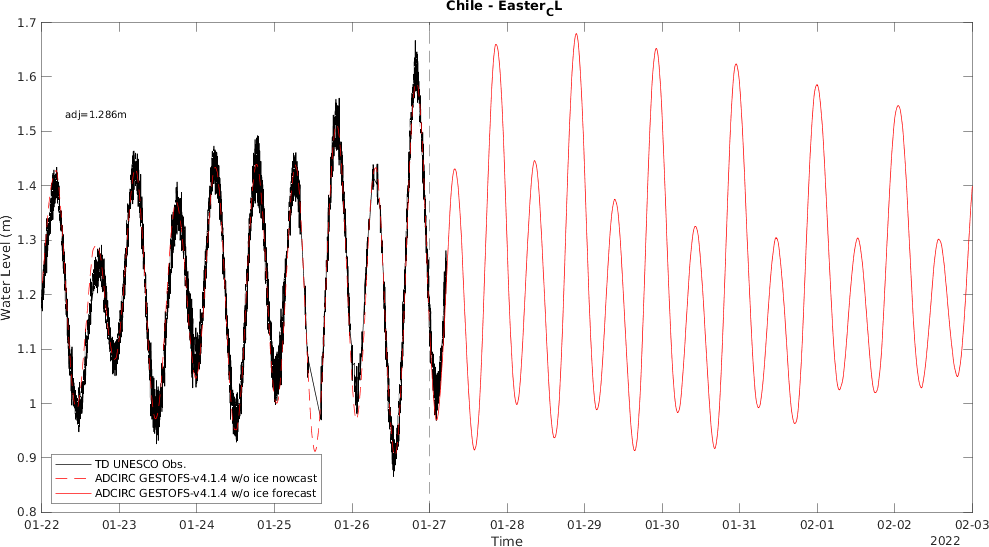 Chile - Easter_CL
1.7
1.6
1.5
1.4
1.3
1.2
1.1
1
0.9
0.8
Water Level (m)
adj=1.286m
TD UNESCO Obs.
ADCIRC GESTOFS-v4.1.4 w/o ice nowcast
ADCIRC GESTOFS-v4.1.4 w/o ice forecast
01-22 01-23 01-24 01-25 01-26 01-27 01-28 01-29 01-30 01-31 02-01 02-02 02-03
Time
2022